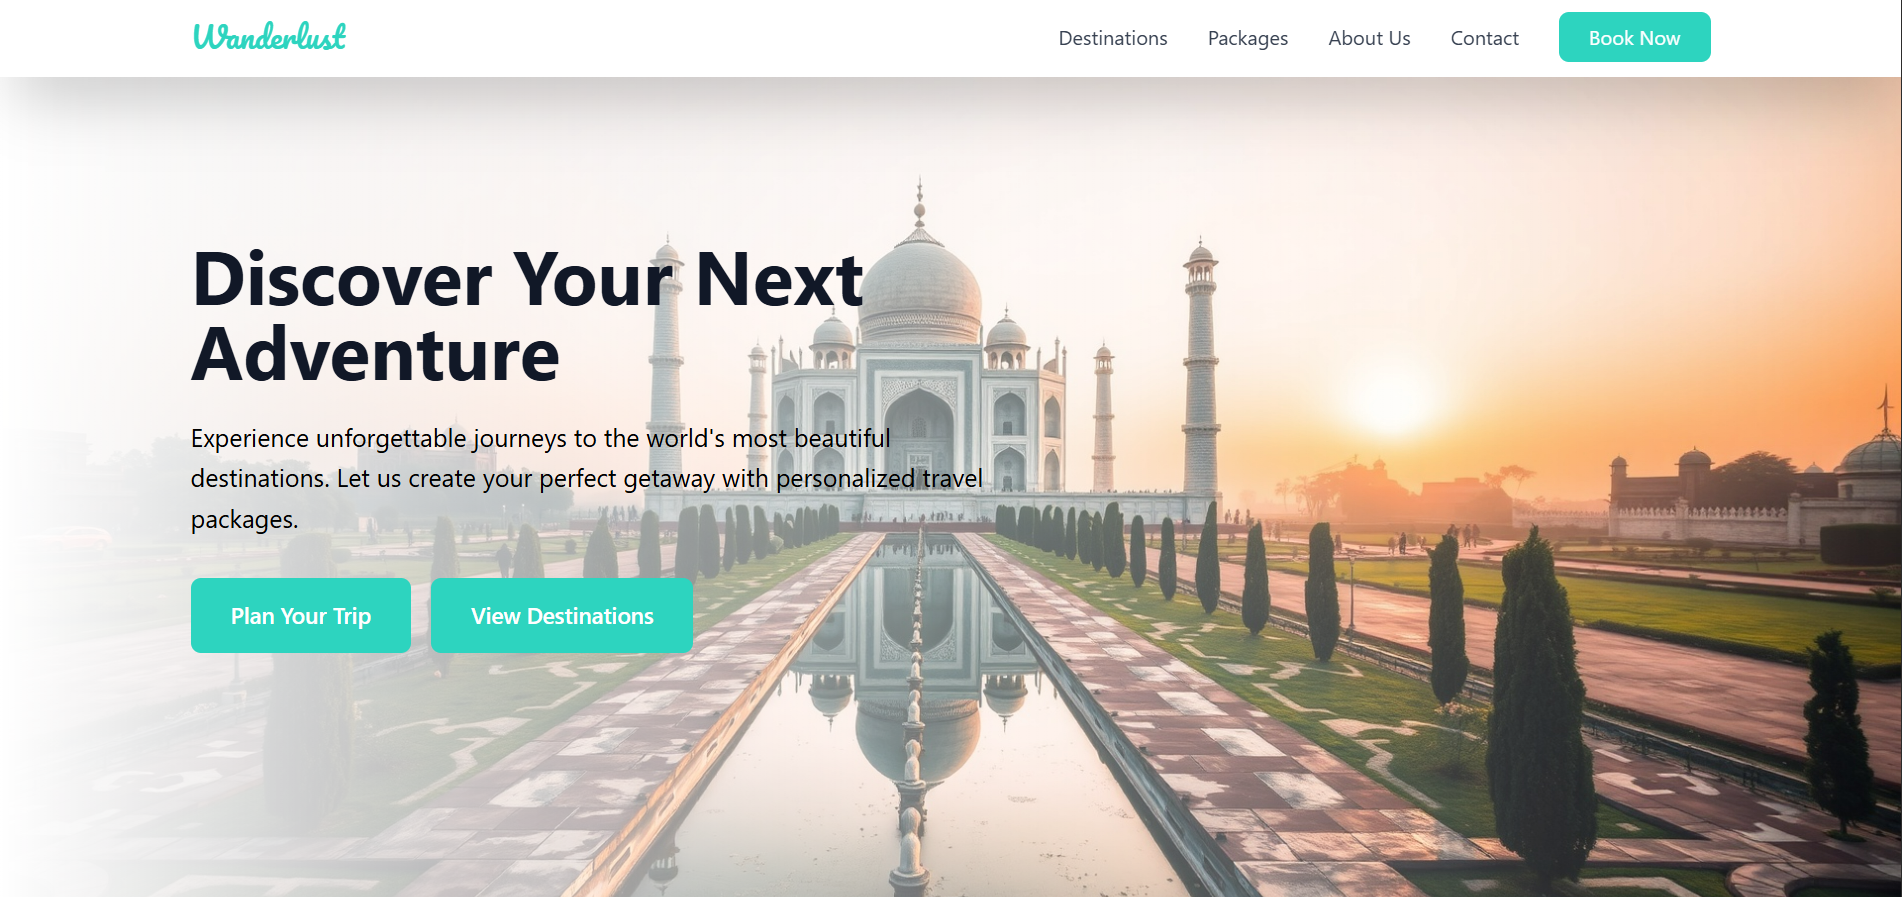 Wanderlust
Destinations
Packages
About Us
Contact
Book Now
Discover Your Next
Adventure
Experience unforgettable journeys to the world's most beautiful
destinations. Let us create your perfect getaway with personalized travel
packages.
Plan Your Trip
View Destinations